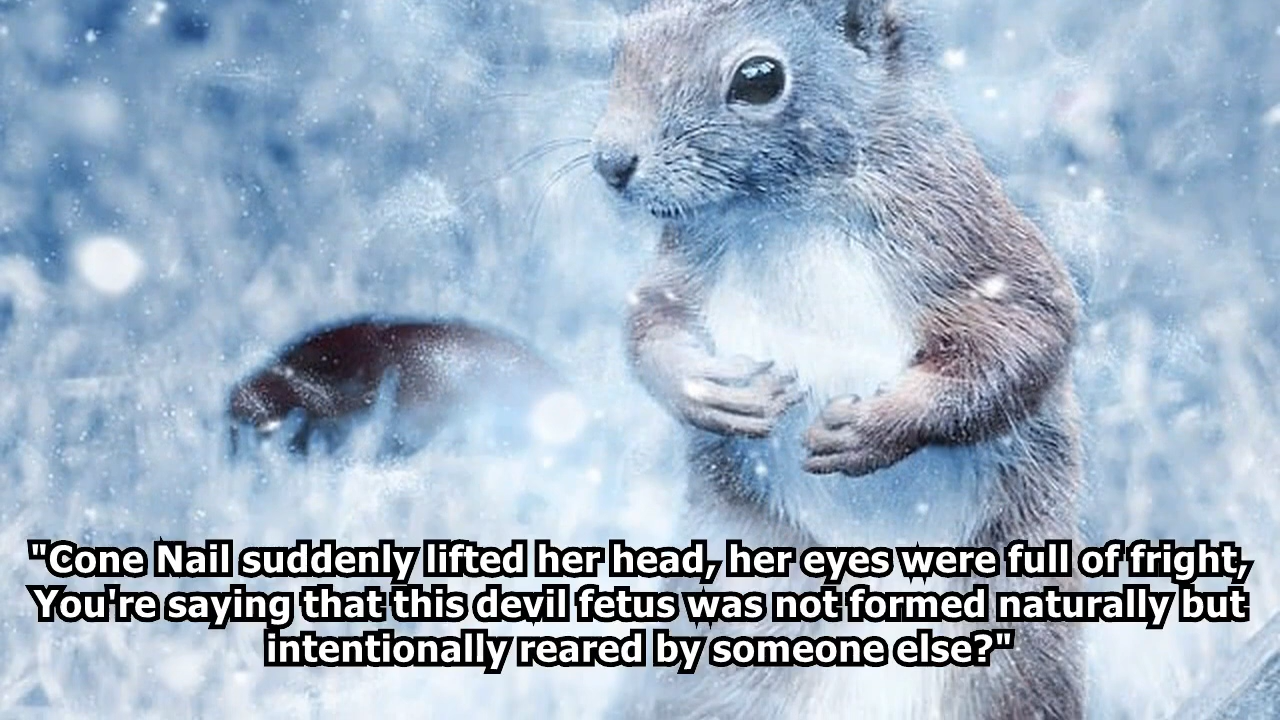 "Cone Nail suddenly lifted her head, her eyes were full of fright,
You're saying that this devil fetus was not formed naturally but
intentionally reared by someone else?"